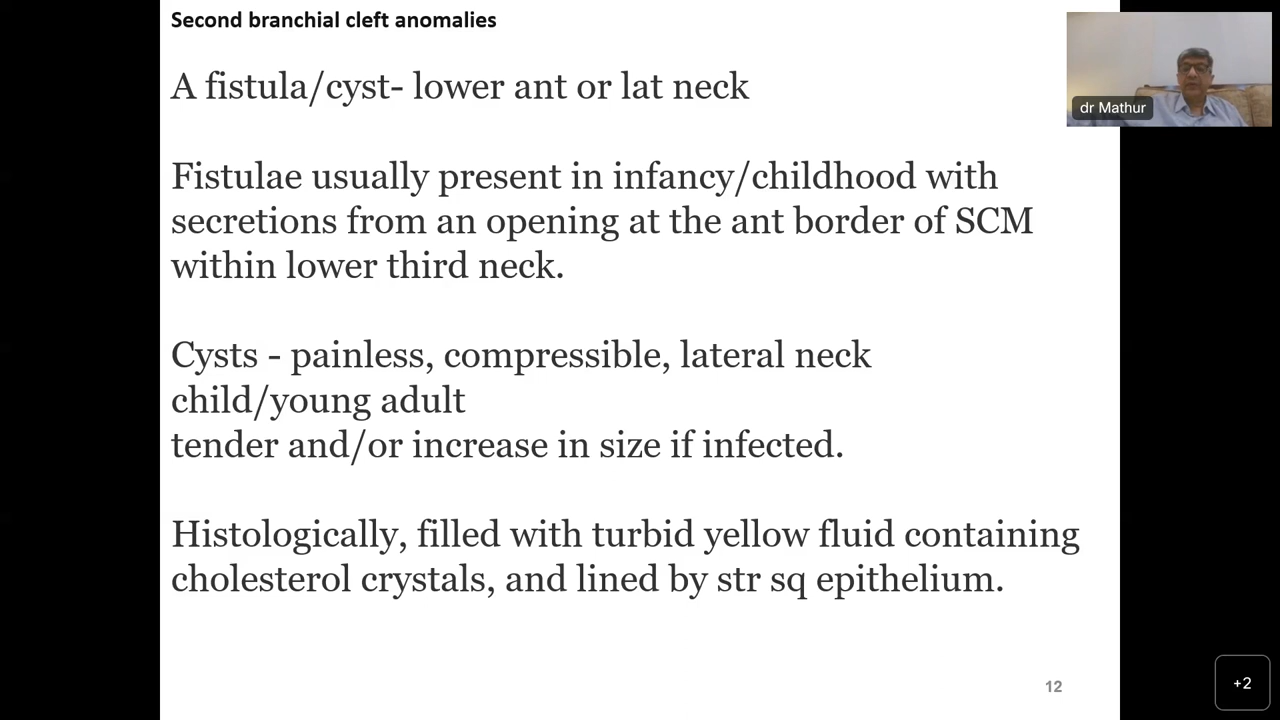 Second branchial cleft anomalies
A fistula/cyst- lower ant or lat neck
Fistulae usually present in infancy/childhood with
secretions from an opening at the ant border of SCM
within lower third neck.
Cysts - painless, compressible, lateral neck
child/young adult
tender and/or increase in size if infected.
Histologically, filled with turbid yellow fluid containing
cholesterol crystals, and lined by str sq epithelium.
12
dr Mathur
+2